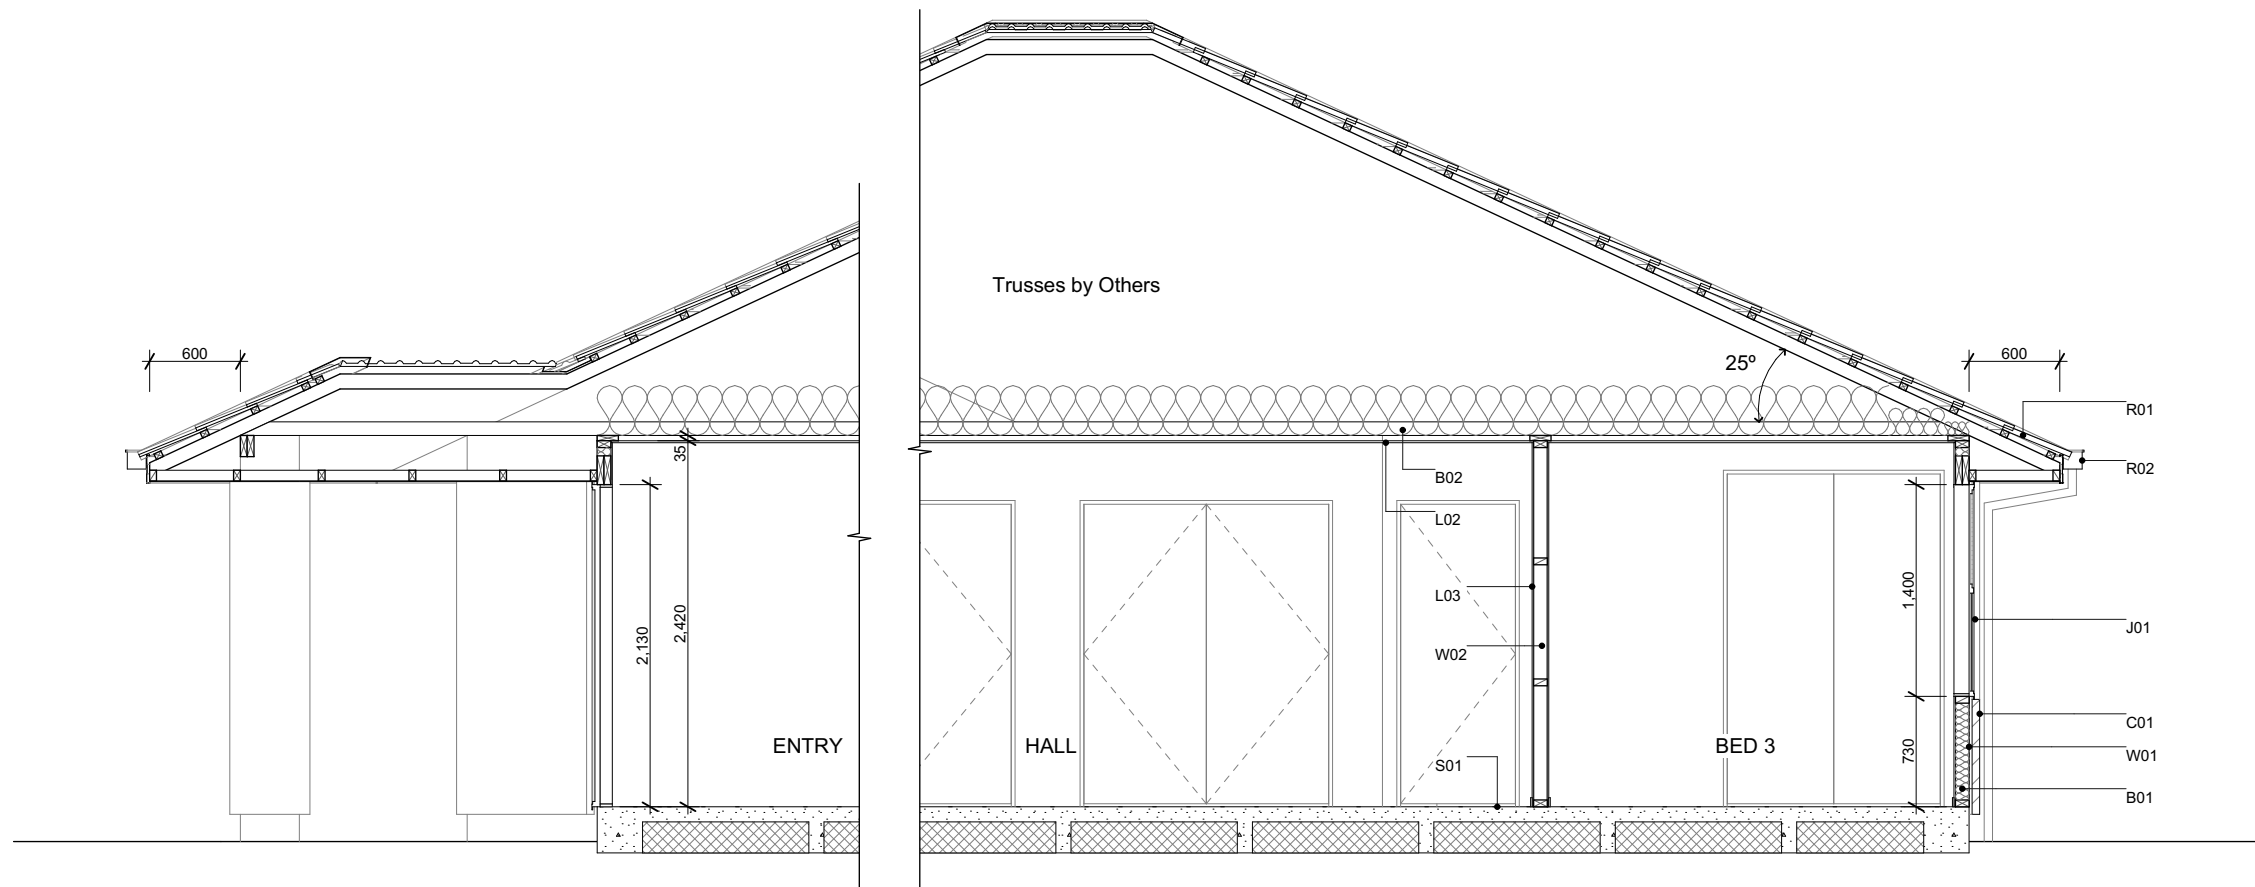 Trusses by Others
600
25º
600
R01
R02
35
B02
L02
L03
W02
2,130
2,420
1,400
J01
ENTRY
HALL
BED 3
730
S01
C01
W01
B01